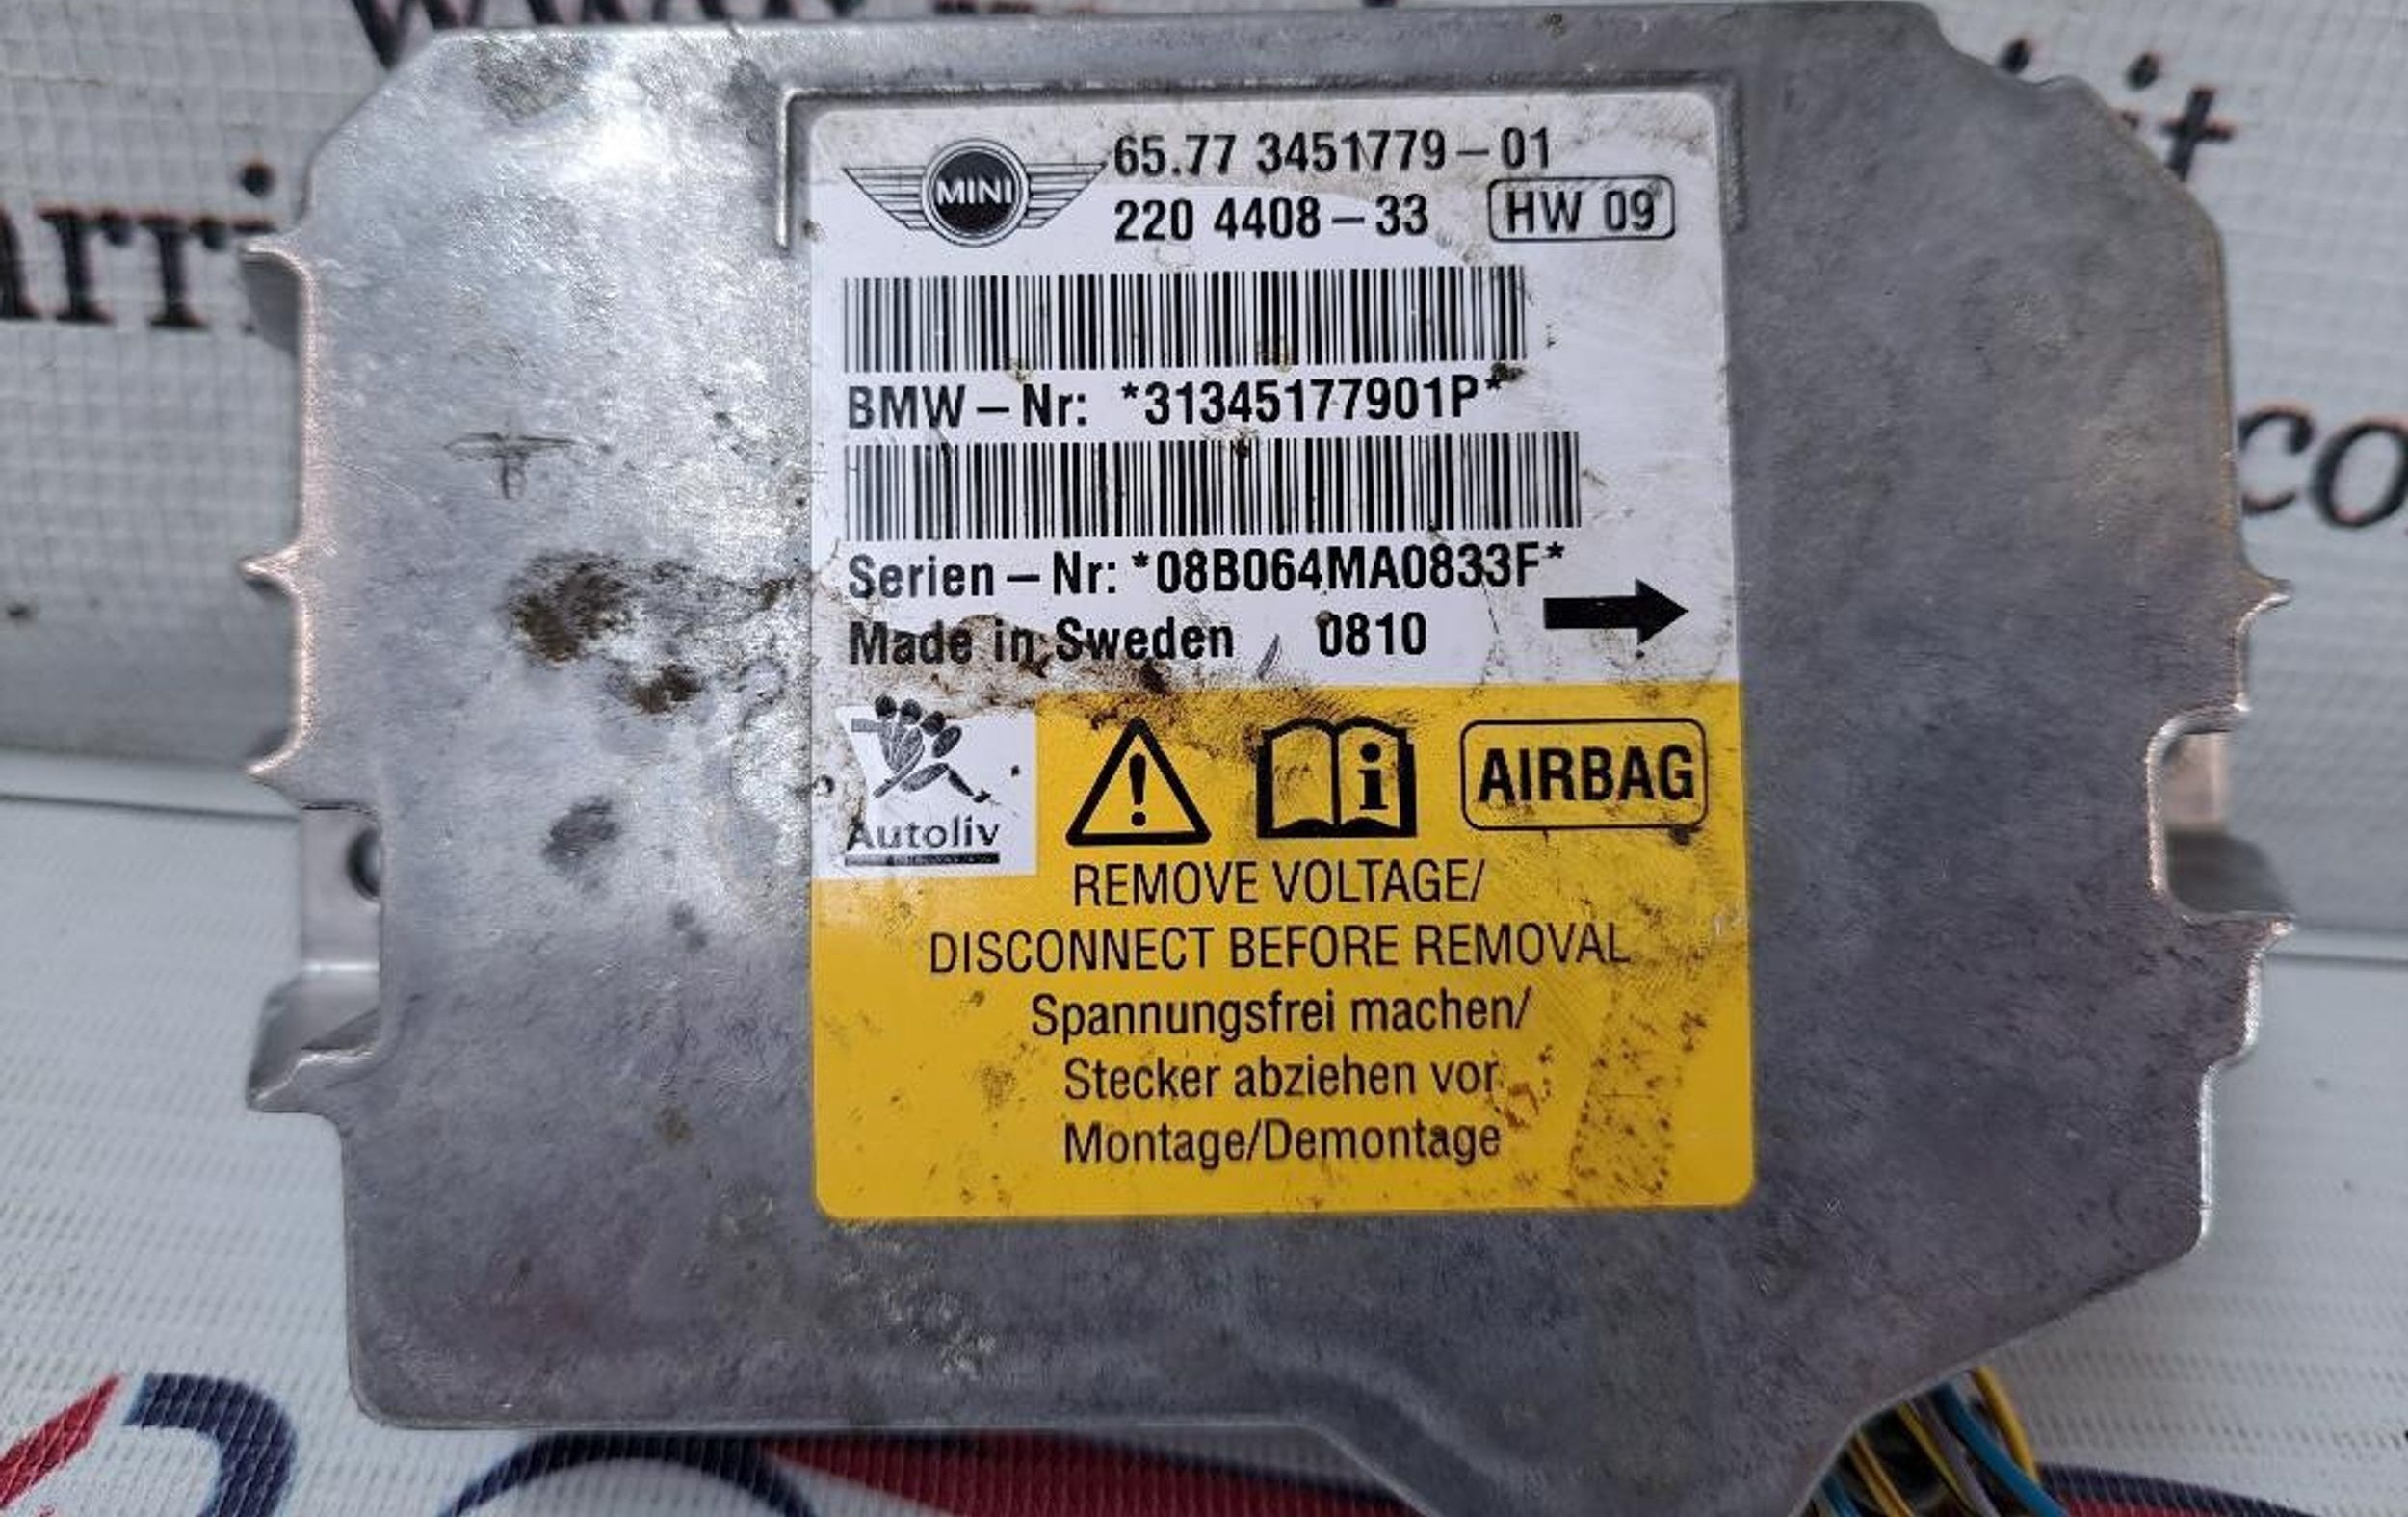 MINI
65.77 3451779-01
220 4408-33 HW 09
BMW-Nr: *31345177901P*
Serien-Nr: *08B064MA0833F*
Made in Sweden 0810
Autoliv
AIRBAG
REMOVE VOLTAGE/
DISCONNECT BEFORE REMOVAL
Spannungsfrei machen/
Stecker abziehen vor
Montage/Demontage